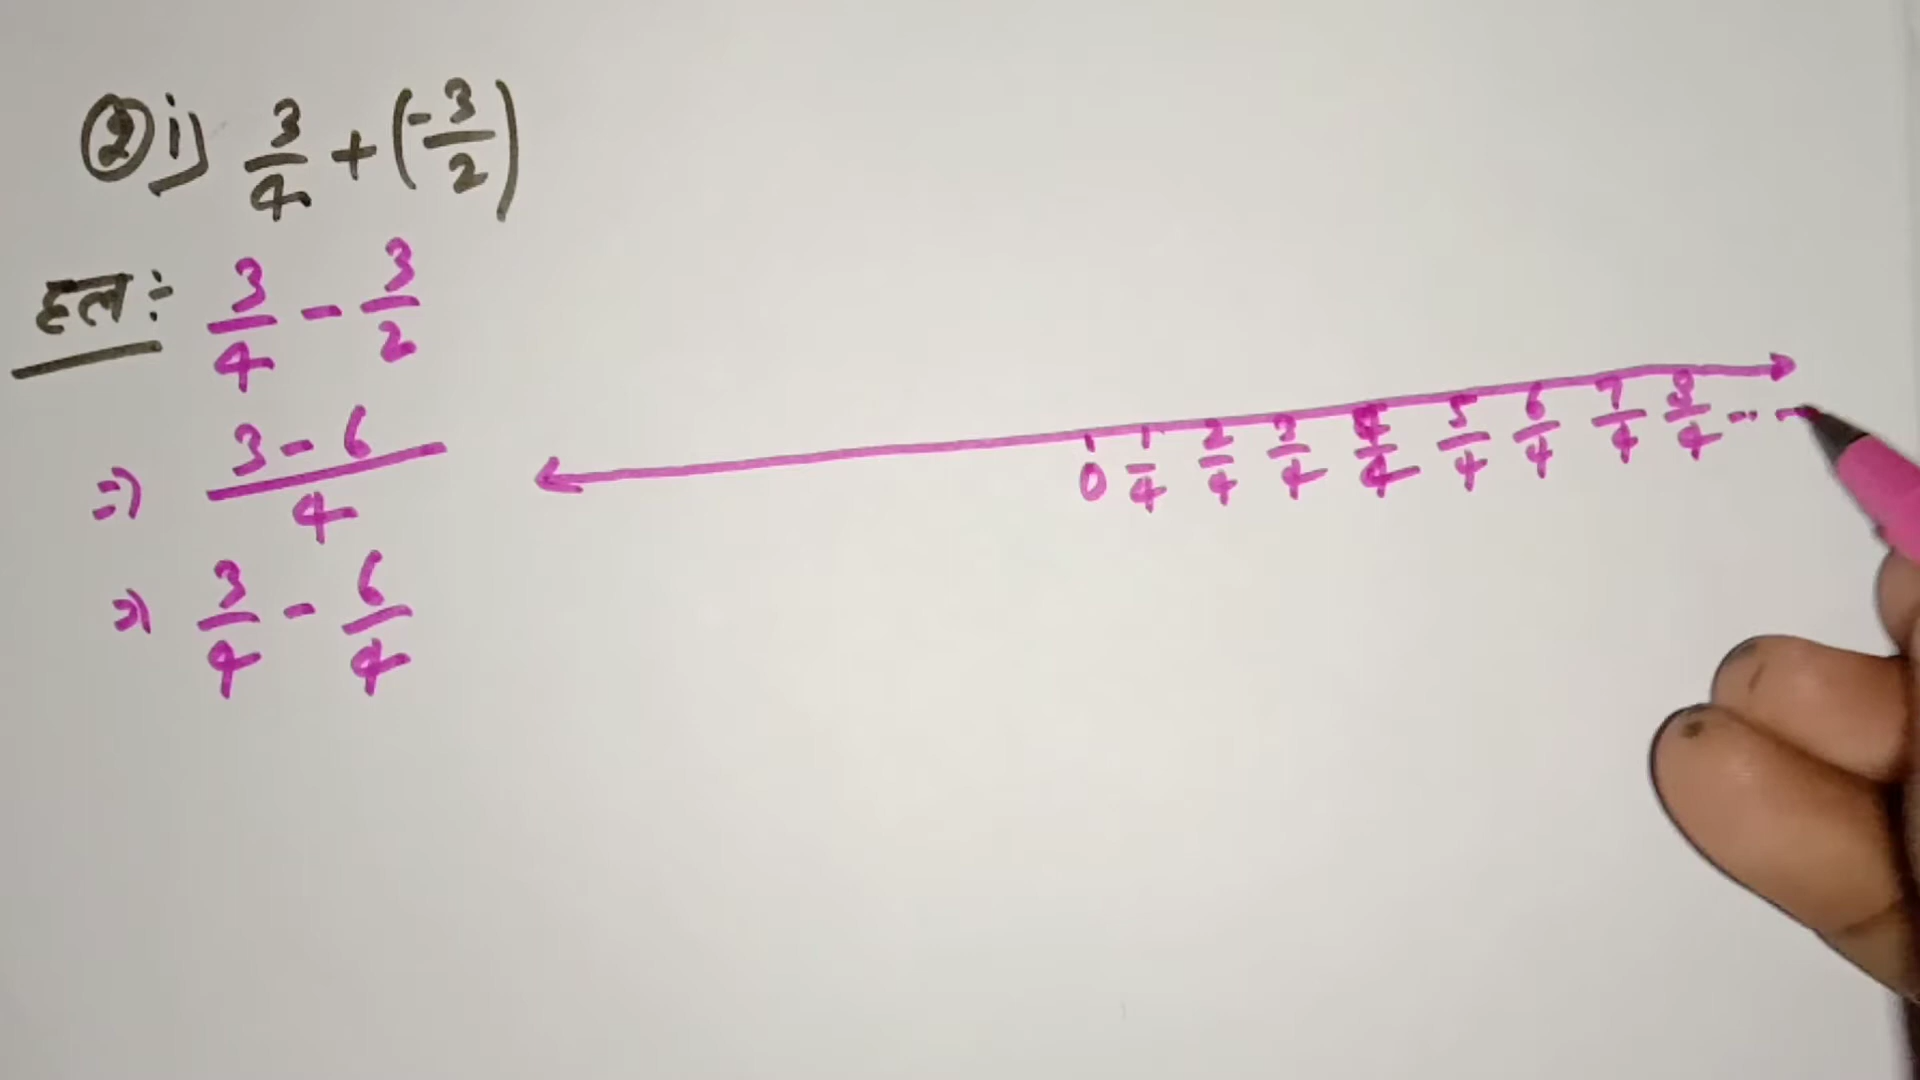 ② i) 3/4 + (-3/2)
हल :- 3/4 - 3/2
⇒ 3-6/4
⇒ 3/4 - 6/4
0 1/4 2/4 3/4 4/4 5/4 6/4 7/4 8/4 ---